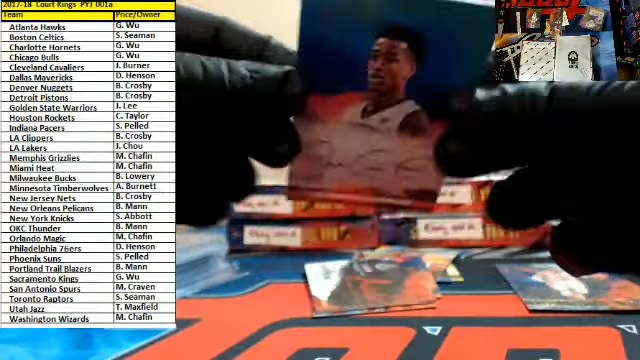 2017-18 Court Kings PYT 001a
Team Price/Owner
Atlanta Hawks G. Wu
Boston Celtics S. Seaman
Charlotte Hornets G. Wu
Chicago Bulls G. Wu
Cleveland Cavaliers J. Burner
Dallas Mavericks D. Henson
Denver Nuggets B. Crosby
Detroit Pistons B. Crosby
Golden State Warriors J. Lee
Houston Rockets C. Taylor
Indiana Pacers S. Pelled
LA Clippers B. Crosby
LA Lakers J. Chou
Memphis Grizzlies M. Chafin
Miami Heat M. Chafin
Milwaukee Bucks B. Lowery
Minnesota Timberwolves A. Burnett
New Jersey Nets B. Crosby
New Orleans Pelicans B. Mann
New York Knicks S. Abbott
OKC Thunder B. Mann
Orlando Magic M. Chafin
Philadelphia 76ers D. Henson
Phoenix Suns S. Pelled
Portland Trail Blazers B. Mann
Sacramento Kings G. Wu
San Antonio Spurs M. Craven
Toronto Raptors S. Seaman
Utah Jazz T. Maxfield
Washington Wizards M. Chafin